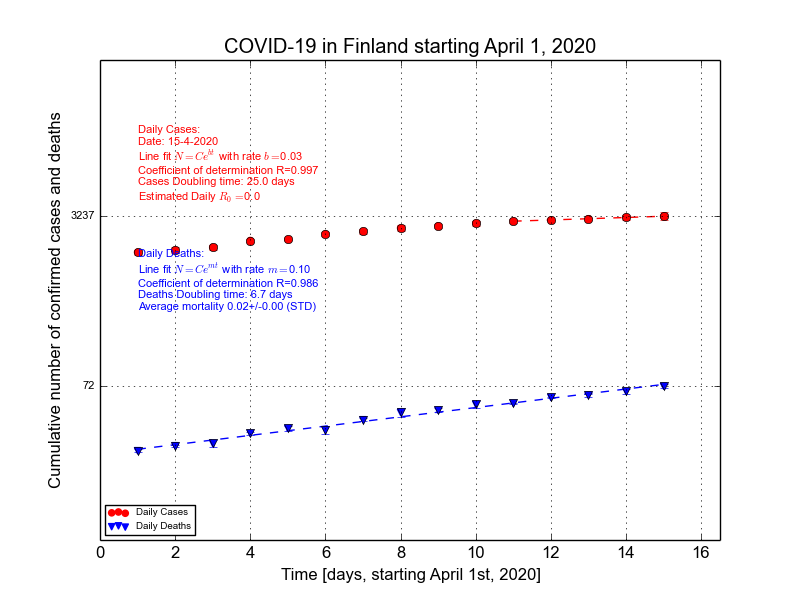 COVID-19 in Finland starting April 1, 2020
Cumulative number of confirmed cases and deaths
3237
72
Daily Cases:
Date: 15-4-2020
Line fit N=Ce^{bt} with rate b=0.03
Coefficient of determination R=0.997
Cases Doubling time: 25.0 days
Estimated Daily R_0=0.0
Daily Deaths:
Line fit N=Ce^{mt} with rate m=0.10
Coefficient of determination R=0.986
Deaths Doubling time: 6.7 days
Average mortality 0.02+/-0.00 (STD)
Daily Cases
Daily Deaths
0 2 4 6 8 10 12 14 16
Time [days, starting April 1st, 2020]